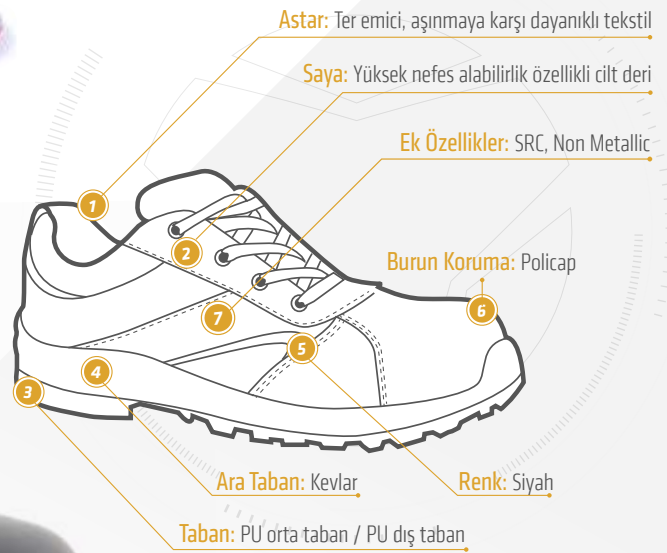 Astar: Ter emici, aşınmaya karşı dayanıklı tekstil
Saya: Yüksek nefes alabilirlik özellikli cilt deri
Ek Özellikler: SRC, Non Metallic
Burun Koruma: Policap
1
2
6
7
5
4
3
Ara Taban: Kevlar
Renk: Siyah
Taban: PU orta taban / PU dış taban